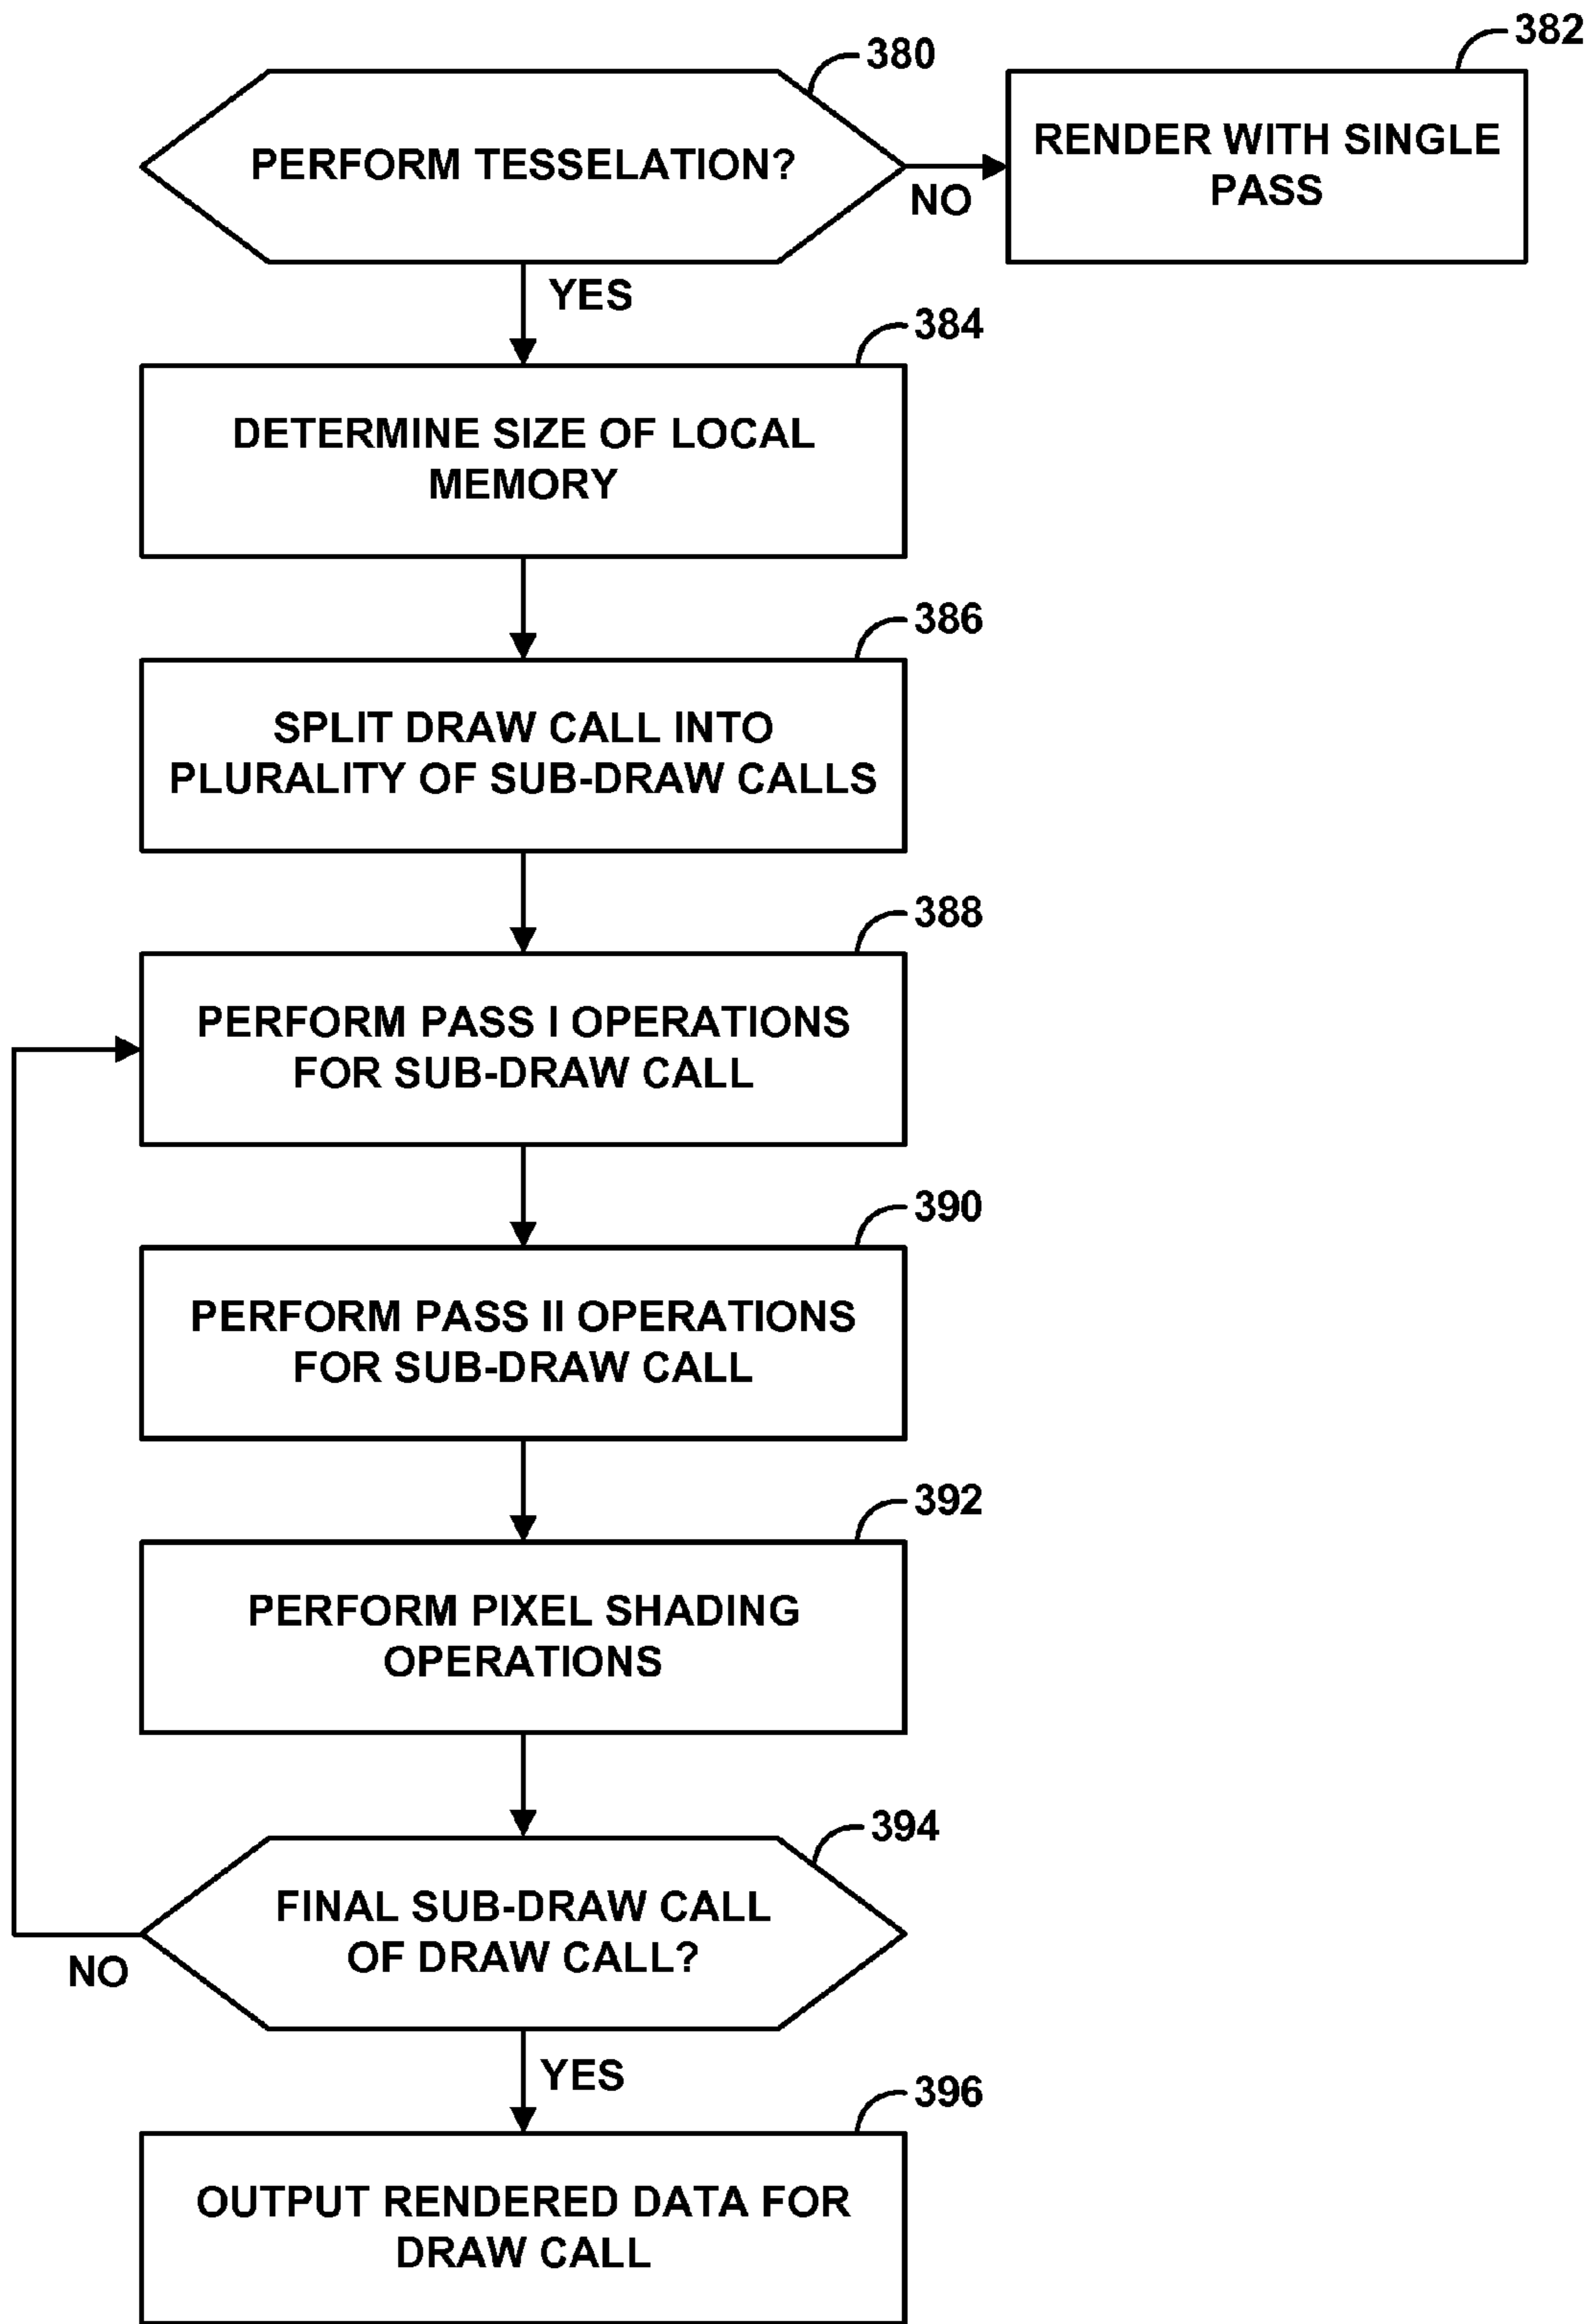 380
382
PERFORM TESSELATION?
RENDER WITH SINGLE
PASS
NO
YES
384
DETERMINE SIZE OF LOCAL
MEMORY
386
SPLIT DRAW CALL INTO
PLURALITY OF SUB-DRAW CALLS
388
PERFORM PASS I OPERATIONS
FOR SUB-DRAW CALL
390
PERFORM PASS II OPERATIONS
FOR SUB-DRAW CALL
392
PERFORM PIXEL SHADING
OPERATIONS
394
FINAL SUB-DRAW CALL
OF DRAW CALL?
NO
YES
396
OUTPUT RENDERED DATA FOR
DRAW CALL